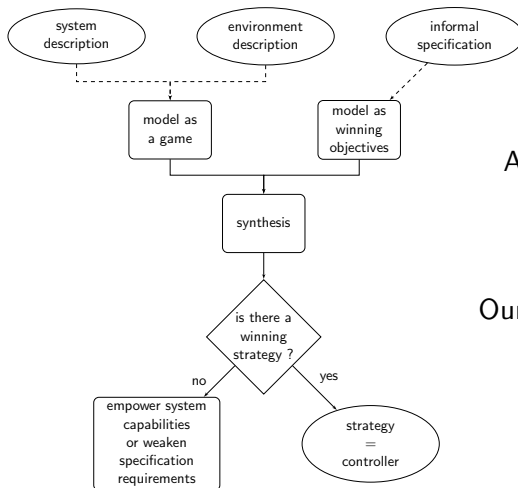 system
description
environment
description
informal
specification
model as
a game
model as
winning
objectives
A
synthesis
Our
is there a
winning
strategy ?
no
yes
empower system
capabilities
or weaken
specification
requirements
strategy
=
controller